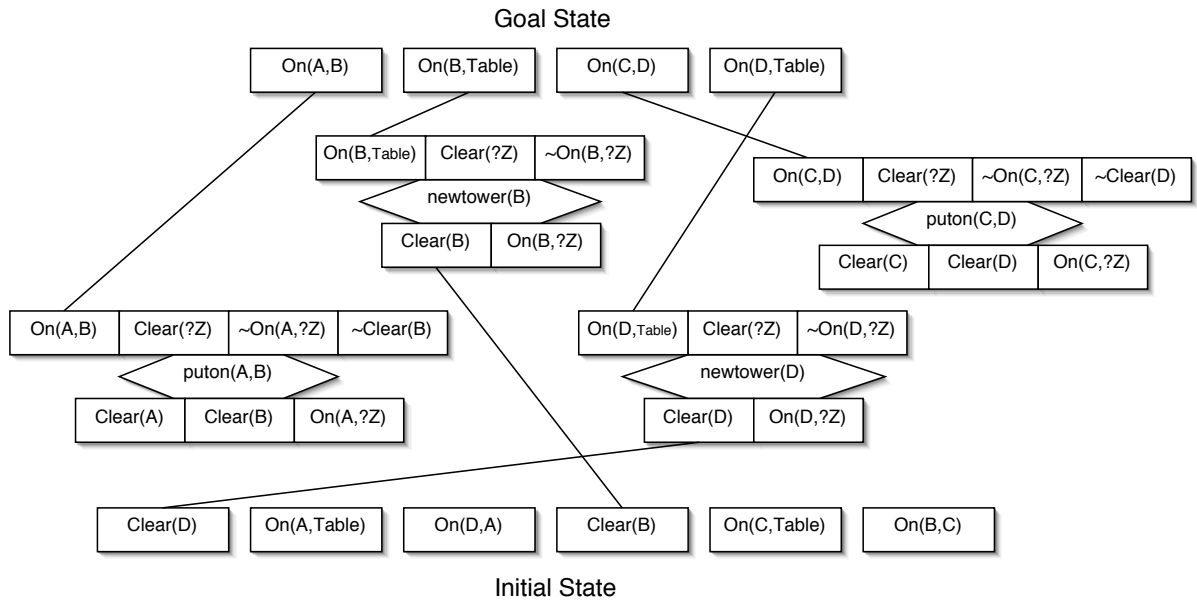 Goal State
On(A,B) On(B,Table) On(C,D) On(D,Table)
On(B,Table) Clear(?Z) ~On(B,?Z)
newtower(B)
Clear(B) On(B,?Z)
On(C,D) Clear(?Z) ~On(C,?Z) ~Clear(D)
puton(C,D)
Clear(C) Clear(D) On(C,?Z)
On(A,B) Clear(?Z) ~On(A,?Z) ~Clear(B)
puton(A,B)
Clear(A) Clear(B) On(A,?Z)
On(D,Table) Clear(?Z) ~On(D,?Z)
newtower(D)
Clear(D) On(D,?Z)
Clear(D) On(A,Table) On(D,A) Clear(B) On(C,Table) On(B,C)
Initial State